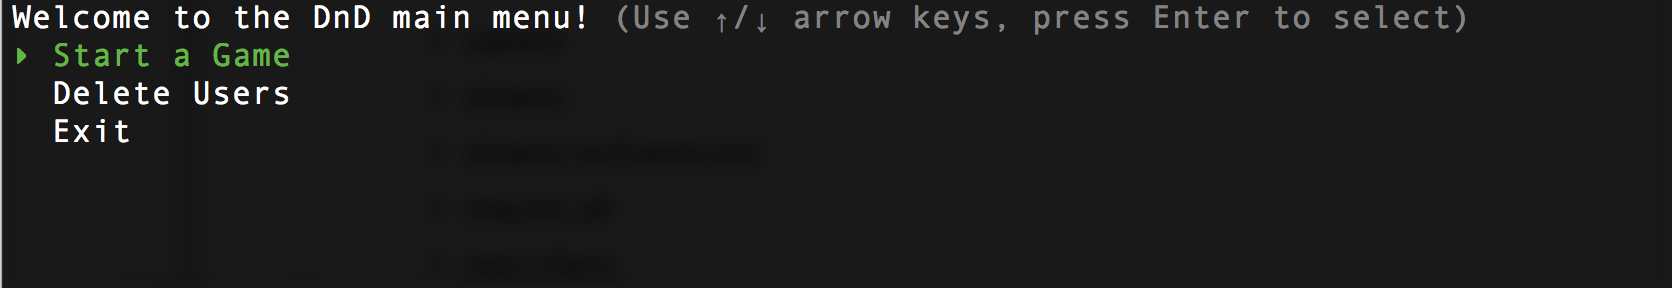 Welcome to the DnD main menu! (Use ↑/↓ arrow keys, press Enter to select)
‣ Start a Game
Delete Users
Exit